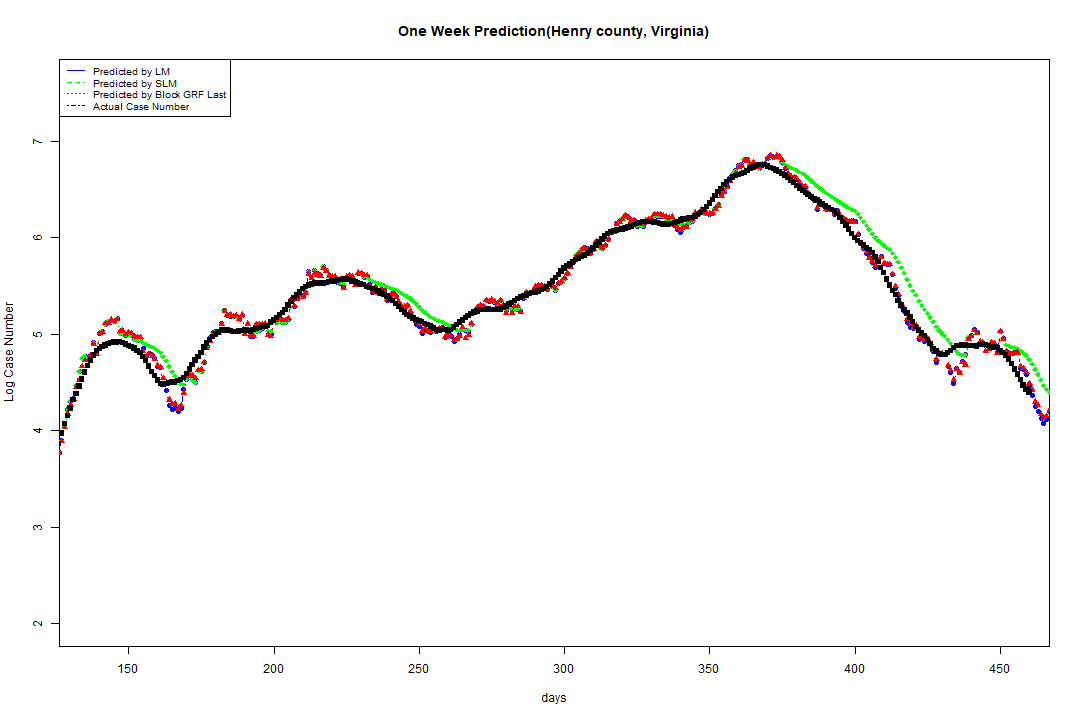 One Week Prediction(Henry county, Virginia)
Predicted by LM
Predicted by SLM
Predicted by Block GRF Last
Actual Case Number
7
6
5
4
3
2
Log Case Number
150 200 250 300 350 400 450
days